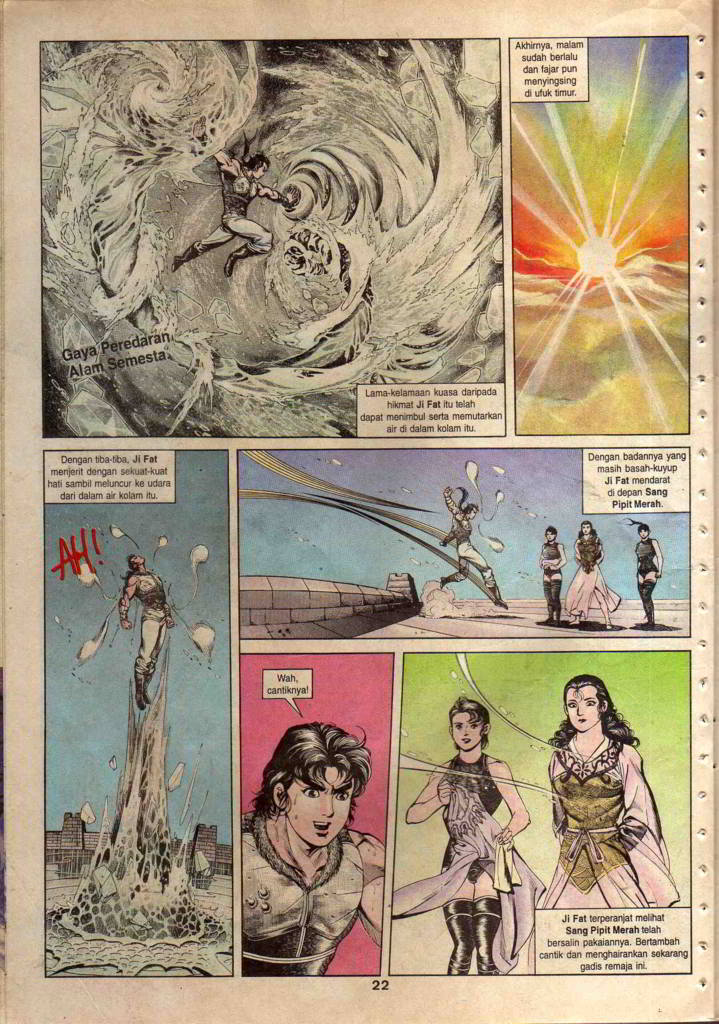 Gaya Peredaran
Alam Semesta
Lama-kelamaan kuasa daripada
hikmat Ji Fat itu telah
dapat menimbul serta memutarkan
air di dalam kolam itu.
Akhirnya, malam
sudah berlalu
dan fajar pun
menyingsing
di ufuk timur.
Dengan tiba-tiba, Ji Fat
menjerit dengan sekuat-kuat
hati sambil meluncur ke udara
dari dalam air kolam itu.
AH!
Dengan badannya yang
masih basah-kuyup
Ji Fat mendarat
di depan Sang
Pipit Merah.
Wah,
cantiknya!
Ji Fat terperanjat melihat
Sang Pipit Merah telah
bersalin pakaiannya. Bertambah
cantik dan menghairankan sekarang
gadis remaja ini.
22